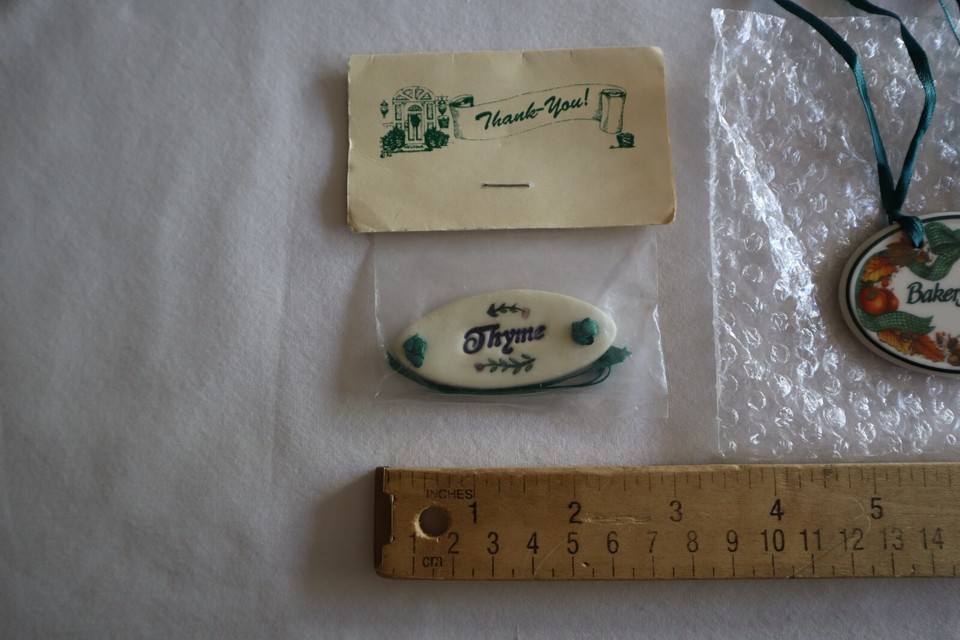 Thank-You!
Thyme
Baker
INCHES 1 2 3 4 5
1 2 3 4 5 6 7 8 9 10 11 12 13 14
cm